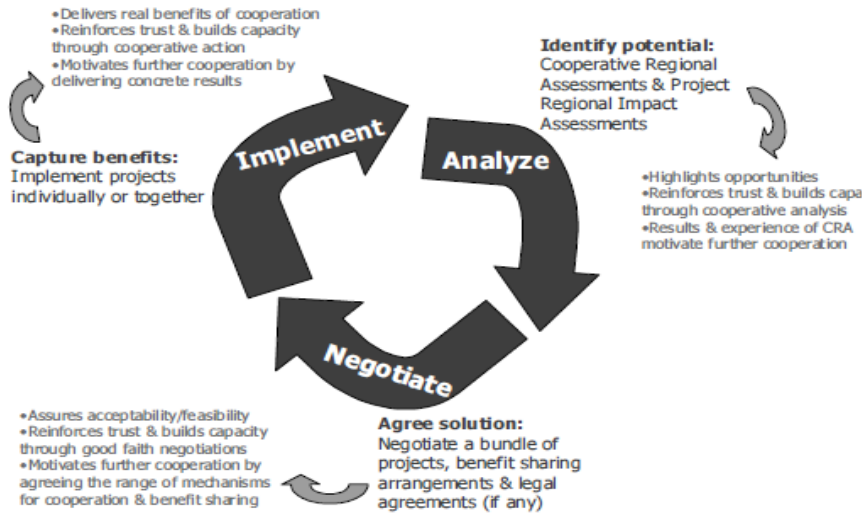 •Delivers real benefits of cooperation
•Reinforces trust & builds capacity
through cooperative action
•Motivates further cooperation by
delivering concrete results
Identify potential:
Cooperative Regional
Assessments & Project
Regional Impact
Assessments
Implement
Analyze
Capture benefits:
Implement projects
individually or together
•Highlights opportunities
•Reinforces trust & builds capa
through cooperative analysis
•Results & experience of CRA
motivate further cooperation
Negotiate
•Assures acceptability/feasibility
•Reinforces trust & builds capacity
through good faith negotiations
•Motivates further cooperation by
agreeing the range of mechanisms
for cooperation & benefit sharing
Agree solution:
Negotiate a bundle of
projects, benefit sharing
arrangements & legal
agreements (if any)